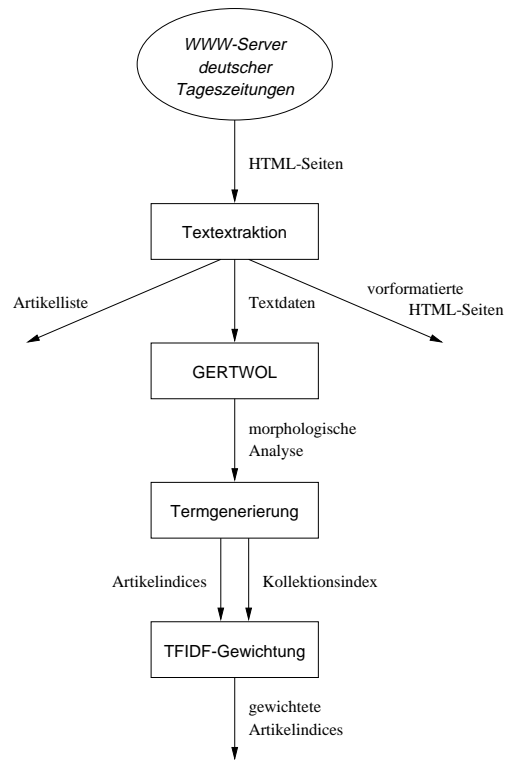 WWW-Server
deutscher
Tageszeitungen
HTML-Seiten
Textextraktion
Artikelliste
Textdaten
vorformatierte
HTML-Seiten
GERTWOL
morphologische
Analyse
Termgenerierung
Artikelindices
Kollektionsindex
TFIDF-Gewichtung
gewichtete
Artikelindices